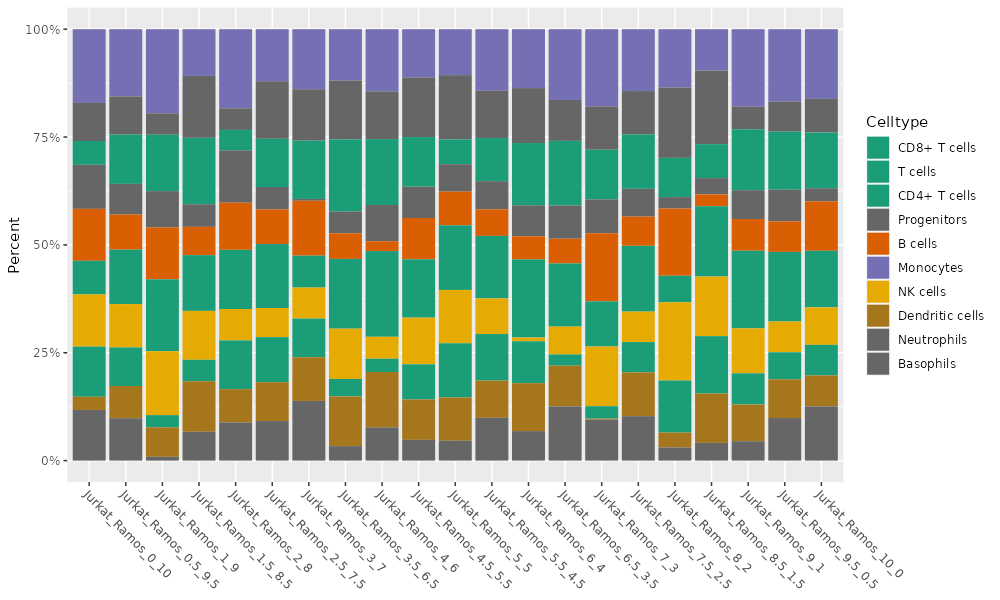 100%
75%
50%
25%
0%
Percent
Jurkat_Ramos_0_10
Jurkat_Ramos_0.5_9.5
Jurkat_Ramos_1_9
Jurkat_Ramos_1.5_8.5
Jurkat_Ramos_2_8
Jurkat_Ramos_2.5_7.5
Jurkat_Ramos_3_7
Jurkat_Ramos_3.5_6.5
Jurkat_Ramos_4_6
Jurkat_Ramos_4.5_5.5
Jurkat_Ramos_5_5
Jurkat_Ramos_5.5_4.5
Jurkat_Ramos_6_4
Jurkat_Ramos_6.5_3.5
Jurkat_Ramos_7_3
Jurkat_Ramos_7.5_2.5
Jurkat_Ramos_8_2
Jurkat_Ramos_8.5_1.5
Jurkat_Ramos_9_1
Jurkat_Ramos_9.5_0.5
Jurkat_Ramos_10_0
Celltype
CD8+ T cells
T cells
CD4+ T cells
Progenitors
B cells
Monocytes
NK cells
Dendritic cells
Neutrophils
Basophils